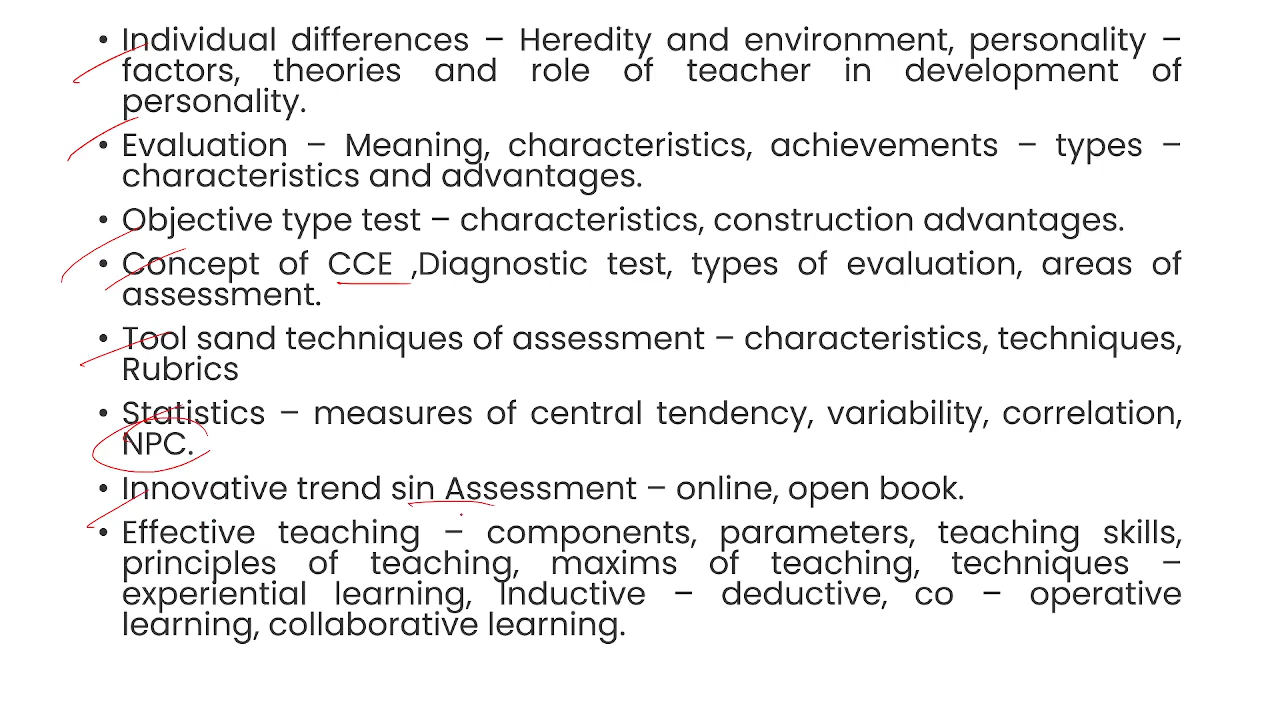 • Individual differences – Heredity and environment, personality –
factors, theories and role of teacher in development of
personality.
• Evaluation – Meaning, characteristics, achievements – types –
characteristics and advantages.
• Objective type test – characteristics, construction advantages.
• Concept of CCE ,Diagnostic test, types of evaluation, areas of
assessment.
• Tool sand techniques of assessment – characteristics, techniques,
Rubrics
• Statistics – measures of central tendency, variability, correlation,
NPC.
• Innovative trend sin Assessment – online, open book.
• Effective teaching – components, parameters, teaching skills,
principles of teaching, maxims of teaching, techniques –
experiential learning, Inductive – deductive, co – operative
learning, collaborative learning.